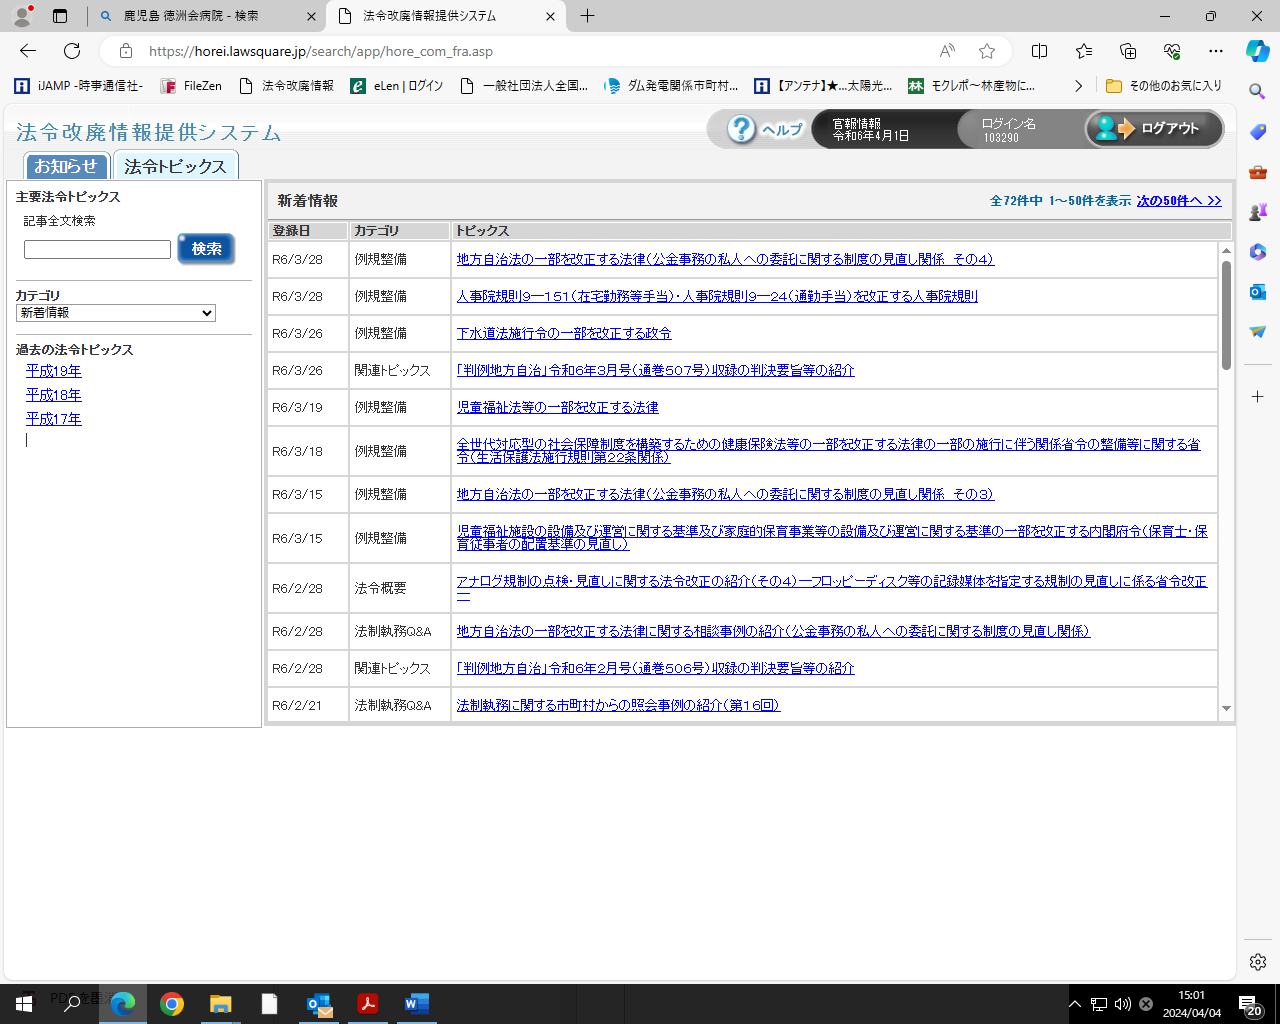 鹿児島 徳洲会病院 - 検索
法令改廃情報提供システム
https://horei.lawsquare.jp/search/app/hore_com_fra.asp
iJAMP -時事通信社-
FileZen
法令改廃情報
eLen | ログイン
一般社団法人全国...
ダム発電関係市町村...
【アンテナ】★...太陽光...
モクレポ～林産物に...
その他のお気に入り
法令改廃情報提供システム
ヘルプ
官報情報
令和6年4月1日
ログイン名
103290
ログアウト
お知らせ
法令トピックス
主要法令トピックス
記事全文検索
検索
カテゴリ
新着情報
過去の法令トピックス
平成19年
平成18年
平成17年
新着情報
全72件中 1～50件を表示 次の50件へ >>
登録日 カテゴリ トピックス
R6/3/28 例規整備 地方自治法の一部を改正する法律（公金事務の私人への委託に関する制度の見直し関係 その４）
R6/3/28 例規整備 人事院規則９―１５１（在宅勤務等手当）・人事院規則９―２４（通勤手当）を改正する人事院規則
R6/3/26 例規整備 下水道法施行令の一部を改正する政令
R6/3/26 関連トピックス 「判例地方自治」令和６年３月号（通巻５０７号）収録の判決要旨等の紹介
R6/3/19 例規整備 児童福祉法等の一部を改正する法律
R6/3/18 例規整備 全世代対応型の社会保障制度を構築するための健康保険法等の一部を改正する法律の一部の施行に伴う関係省令の整備等に関する省
令（生活保護法施行規則第２２条関係）
R6/3/15 例規整備 地方自治法の一部を改正する法律（公金事務の私人への委託に関する制度の見直し関係 その３）
R6/3/15 例規整備 児童福祉施設の設備及び運営に関する基準及び家庭的保育事業等の設備及び運営に関する基準の一部を改正する内閣府令（保育士・保
育従事者の配置基準の見直し）
R6/2/28 法令概要 アナログ規制の点検・見直しに関する法令改正の紹介（その４）―フロッピーディスク等の記録媒体を指定する規制の見直しに係る省令改正
―
R6/2/28 法制執務Q&A 地方自治法の一部を改正する法律に関する相談事例の紹介（公金事務の私人への委託に関する制度の見直し関係）
R6/2/28 関連トピックス 「判例地方自治」令和６年２月号（通巻５０６号）収録の判決要旨等の紹介
R6/2/21 法制執務Q&A 法制執務に関する市町村からの照会事例の紹介（第１６回）
15:01
2024/04/04
20